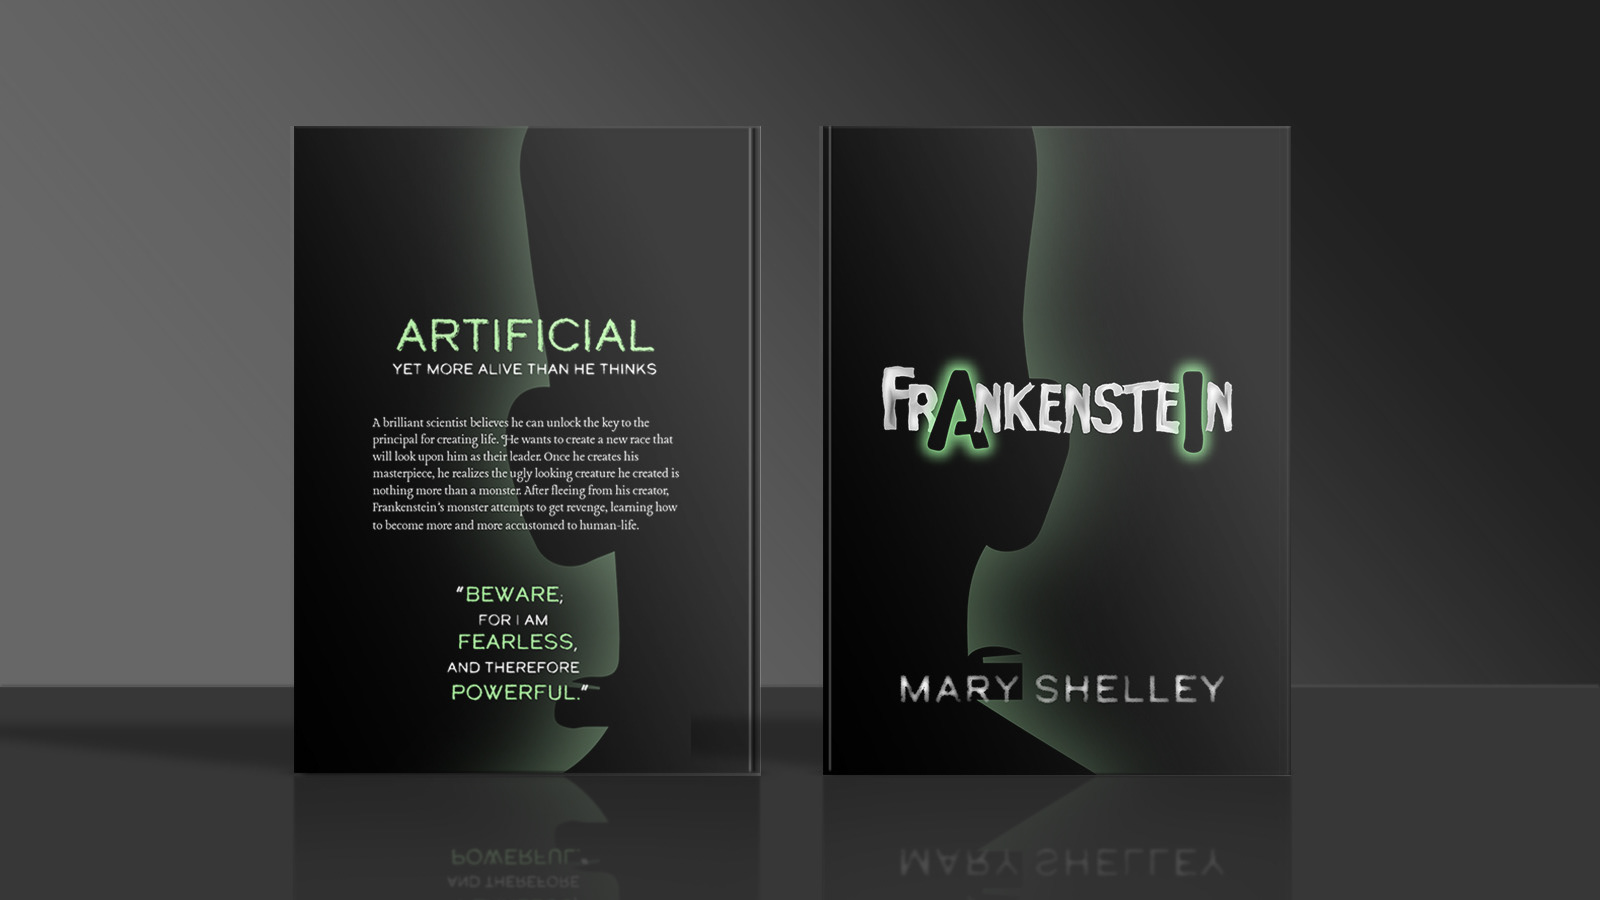 ARTIFICIAL
YET MORE ALIVE THAN HE THINKS
A brilliant scientist believes he can unlock the key to the
principal for creating life. He wants to create a new race that
will look upon him as their leader. Once he creates his
masterpiece, he realizes the ugly looking creature he created is
nothing more than a monster. After fleeing from his creator,
Frankenstein's monster attempts to get revenge, learning how
to become more and more accustomed to human-life.
"BEWARE;
FOR I AM
FEARLESS,
AND THEREFORE
POWERFUL."
FRANKENSTEIN
MARY SHELLEY